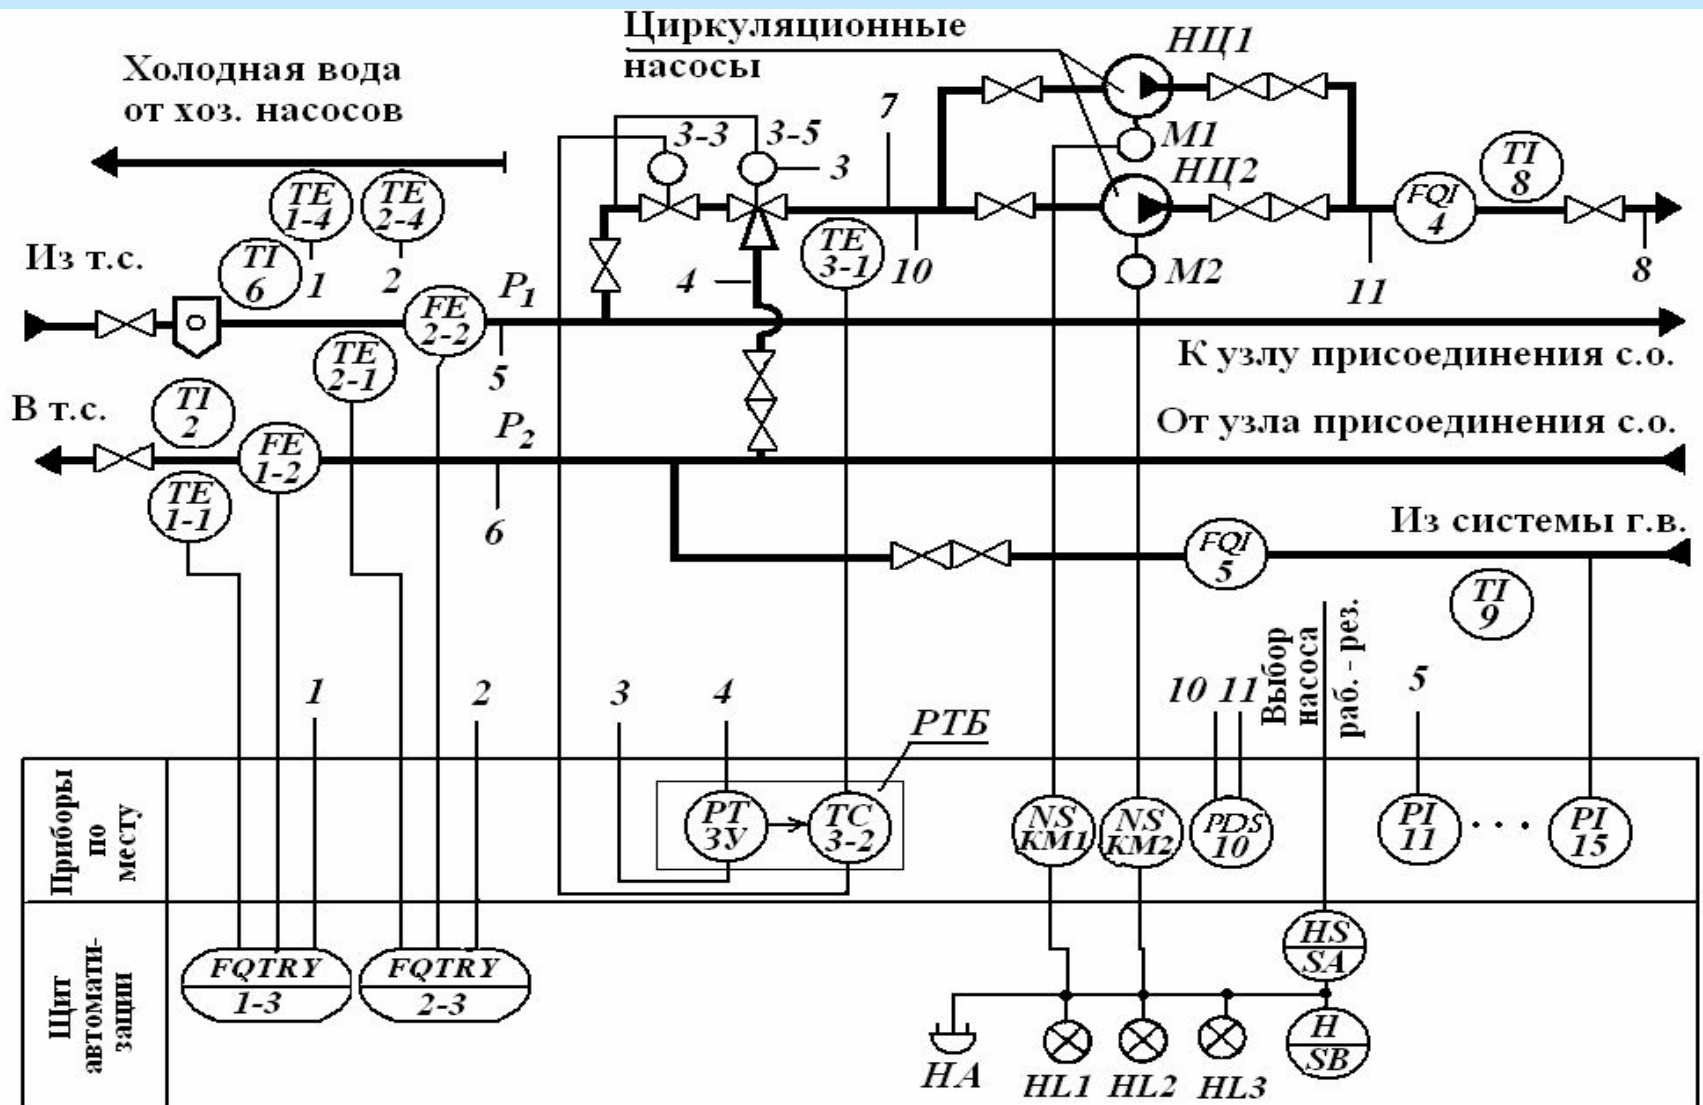 Циркуляционные
насосы
НЦ1
Холодная вода
от хоз. насосов
7
3-3
3-5
М1
TI
8
3
НЦ2
TE
1-4
TE
2-4
FQI
4
Из т.с.
TI
6
1
2
4
TE
3-1
10
М2
11
8
P1
FE
2-2
TE
2-1
5
К узлу присоединения с.о.
В т.с.
TI
2
P2
От узла присоединения с.о.
FE
1-2
TE
1-1
6
Из системы г.в.
FQI
5
TI
9
Выбор
насоса
раб. - рез.
1
2
3
4
РТБ
10
11
5
Приборы
по
месту
РТ
ЗУ
ТС
3-2
NS
КМ1
NS
КМ2
PDS
10
PI
11
. . .
PI
15
Щит
автомати-
зации
FQTRY
1-3
FQTRY
2-3
HS
SA
H
SB
HA
HL1
HL2
HL3